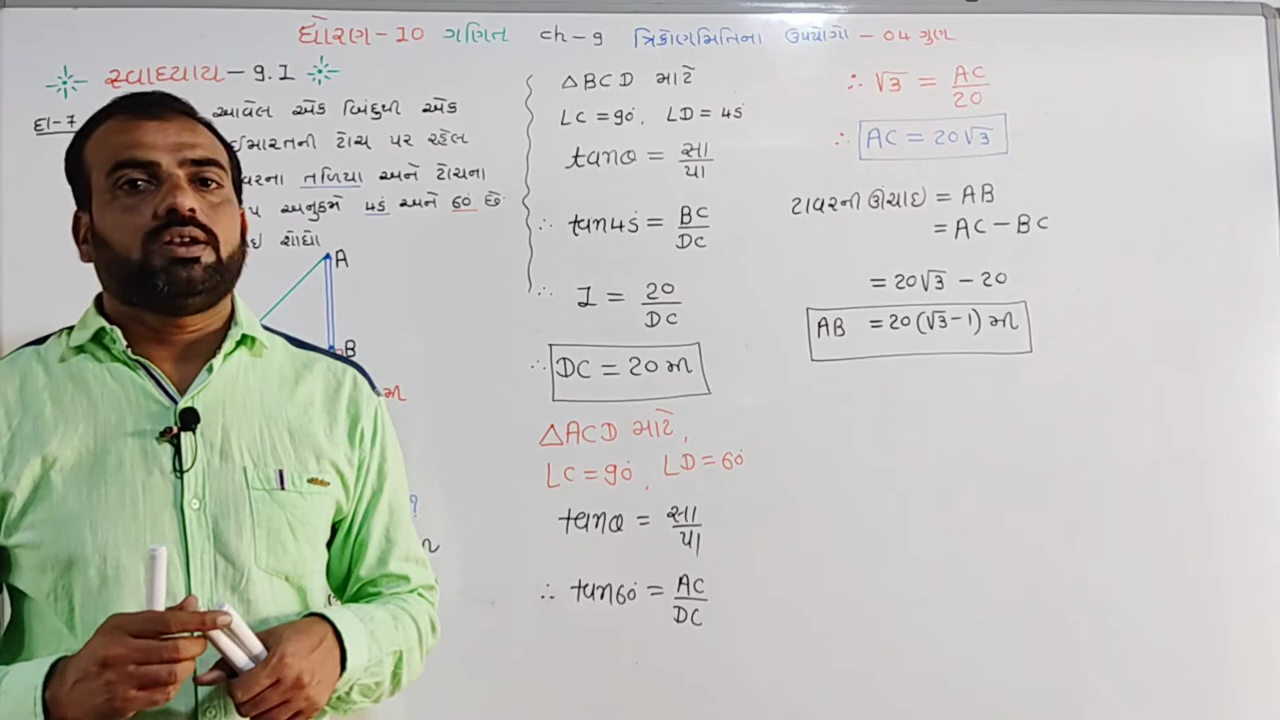 ધોરણ-10 ગણિત ch-9 ત્રિકોણમિતિના ઉપયોગો - 04 ગુણ
સ્વાધ્યાય-9.1
દા-7
આવેલ એક બિંદુથી એક
ઈમારતની ટોચ પર રહેલ
તળિયા અને ટોચના
અનુક્રમે 45° અને 60° છે.
શોધો
A
B
મ
?
△BCD માટે
∠C = 90°, ∠D = 45°
tanθ = સા/પા
∴ tan45° = BC/DC
∴ 1 = 20/DC
∴ DC = 20 મ
△ACD માટે,
∠C = 90°, ∠D = 60°
tanθ = સા/પા
∴ tan60° = AC/DC
∴ √3 = AC/20
∴ AC = 20√3
ટાવરની ઊંચાઈ = AB
= AC - BC
= 20√3 - 20
AB = 20(√3-1) મ